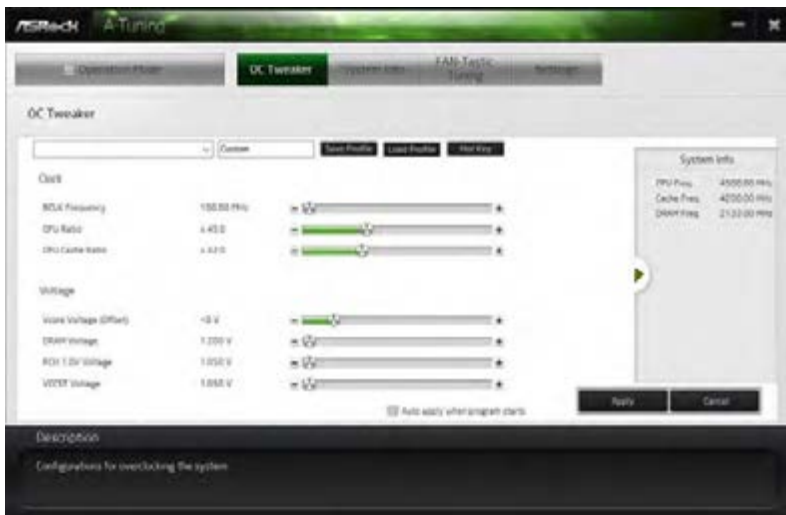 ASRock A-Tuning
Operation Mode OC Tweaker System Info FAN-Tastic Tuning Settings
OC Tweaker
Custom Save Profile Load Profile Hot Key
System Info
Clock
CPU Freq. 4500.00 MHz
Cache Freq. 4200.00 MHz
DRAM Freq. 2133.00 MHz
BCLK Frequency 100.00 MHz
CPU Ratio x 45.0
CPU Cache Ratio x 42.0
Voltage
Vcore Voltage (Offset) +0 V
DRAM Voltage 1.200 V
PCH 1.0V Voltage
VCCST Voltage
Auto apply when program starts
Apply Cancel
Description
Configurations for overclocking the system